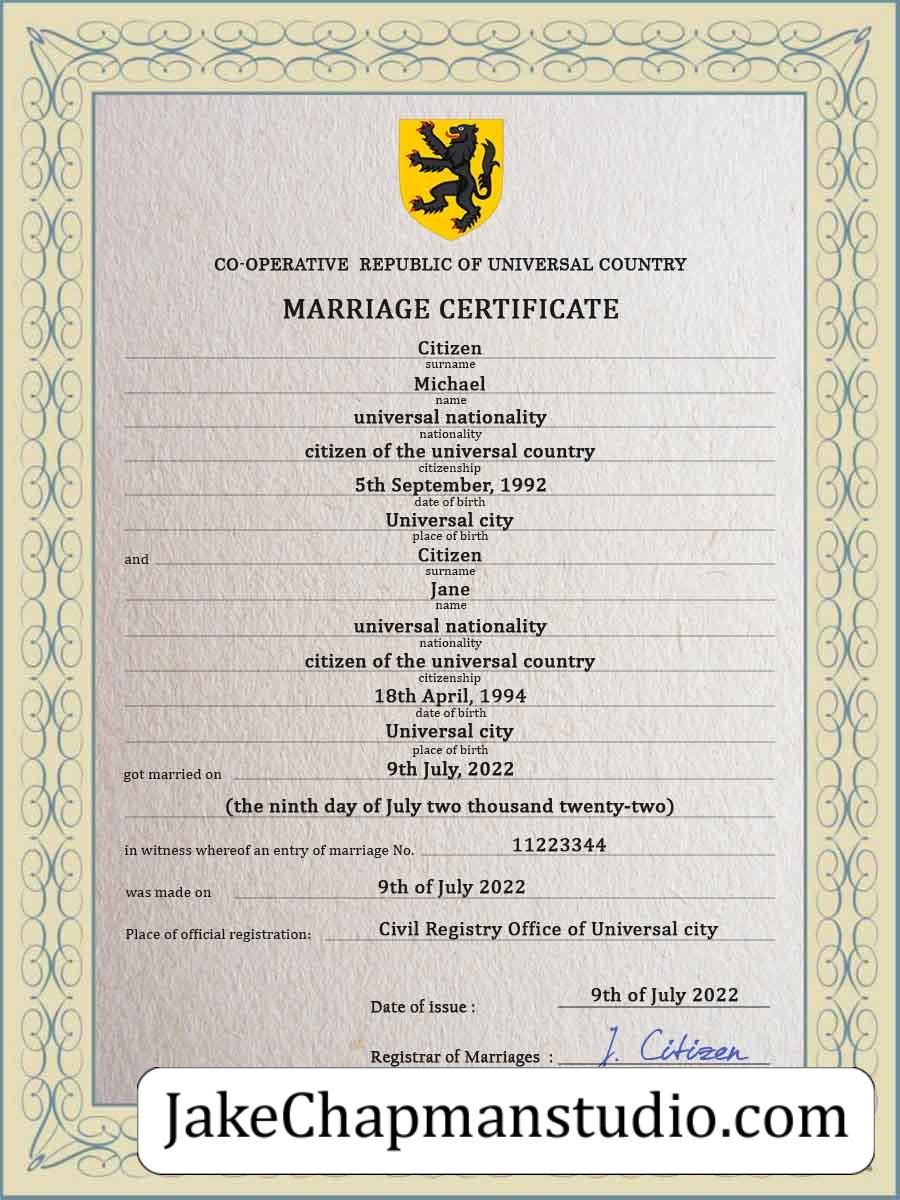 CO-OPERATIVE REPUBLIC OF UNIVERSAL COUNTRY
MARRIAGE CERTIFICATE
Citizen
surname
Michael
name
universal nationality
nationality
citizen of the universal country
citizenship
5th September, 1992
date of birth
Universal city
place of birth
and Citizen
surname
Jane
name
universal nationality
nationality
citizen of the universal country
citizenship
18th April, 1994
date of birth
Universal city
place of birth
got married on 9th July, 2022
(the ninth day of July two thousand twenty-two)
in witness whereof an entry of marriage No. 11223344
was made on 9th of July 2022
Place of official registration: Civil Registry Office of Universal city
Date of issue : 9th of July 2022
Registrar of Marriages : J. Citizen
JakeChapmanstudio.com